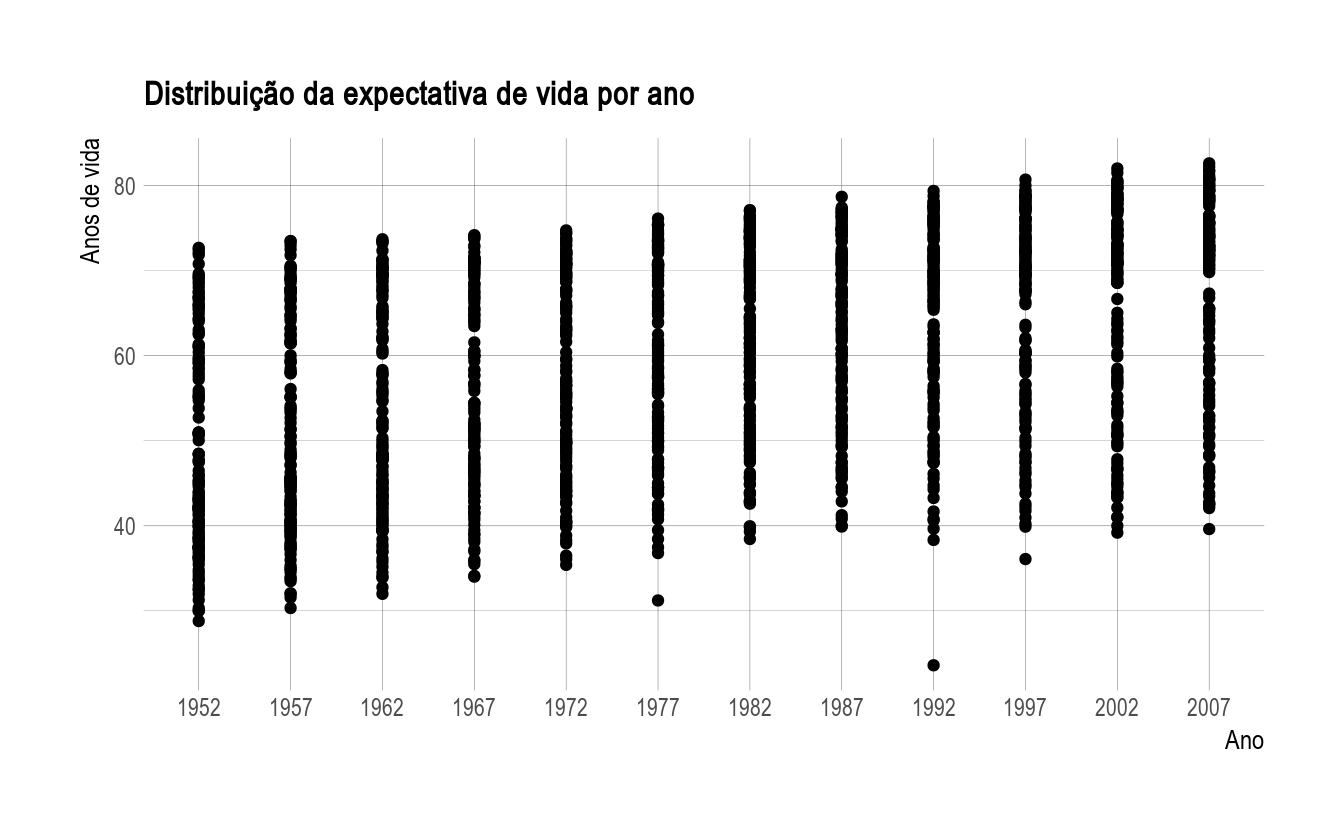 Distribuição da expectativa de vida por ano
Anos de vida
80
60
40
1952 1957 1962 1967 1972 1977 1982 1987 1992 1997 2002 2007
Ano